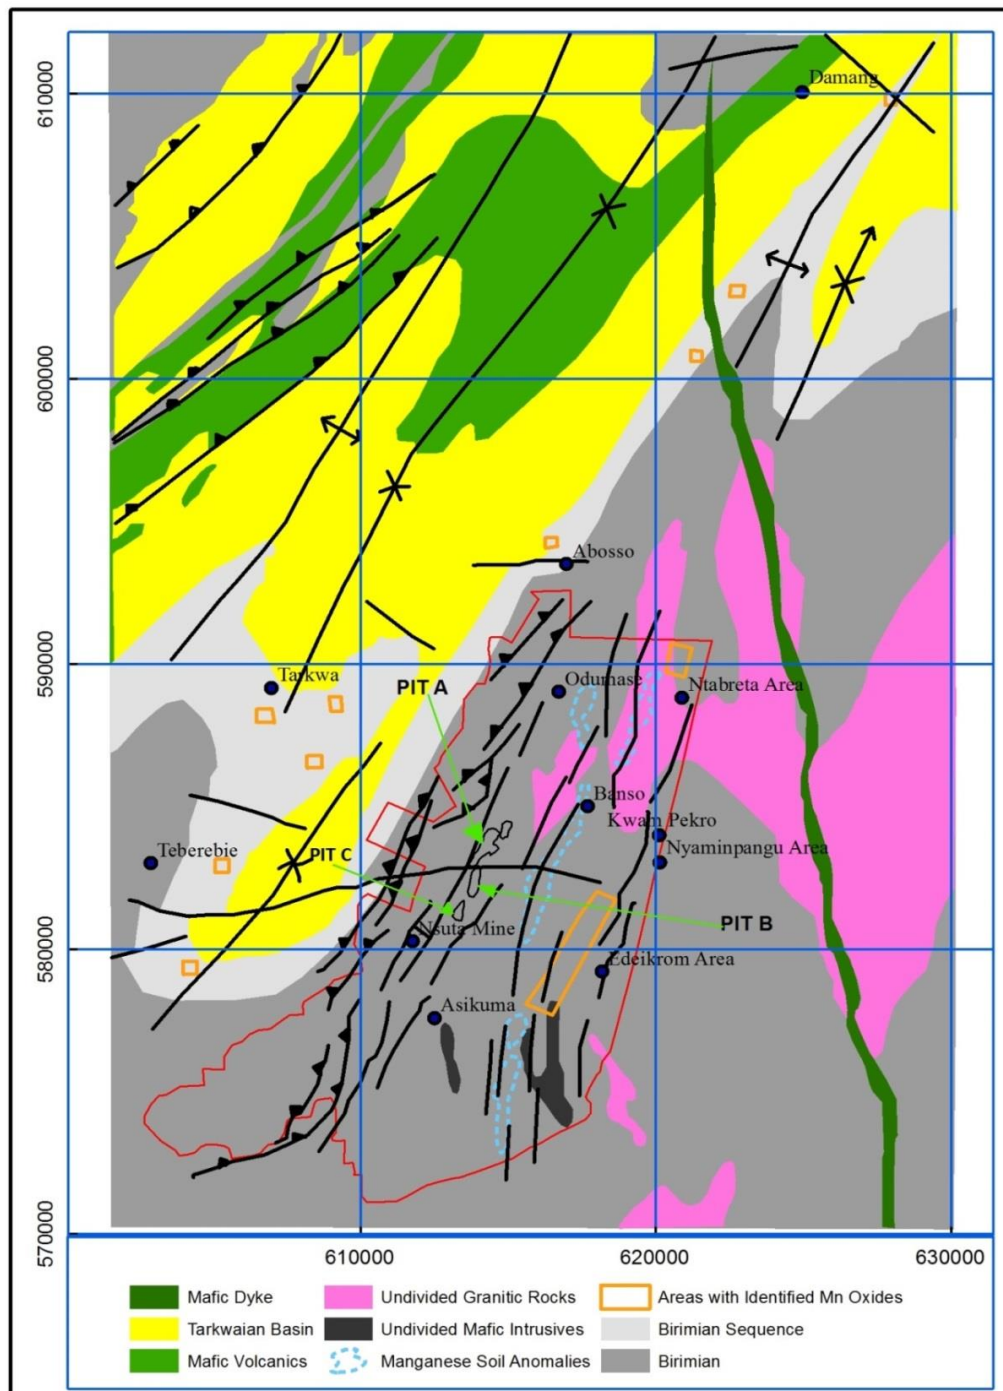 610000
Damang
600000
Abosso
590000
Tarkwa
PIT A
Odumase
Ntabreta Area
Banso
Kwam Pekro
Teberebie
PIT C
Nyaminpangu Area
PIT B
Nsuta Mine
580000
Edeikrom Area
Asikuma
570000
610000 620000 630000
Mafic Dyke Undivided Granitic Rocks Areas with Identified Mn Oxides
Tarkwaian Basin Undivided Mafic Intrusives Birimian Sequence
Mafic Volcanics Manganese Soil Anomalies Birimian